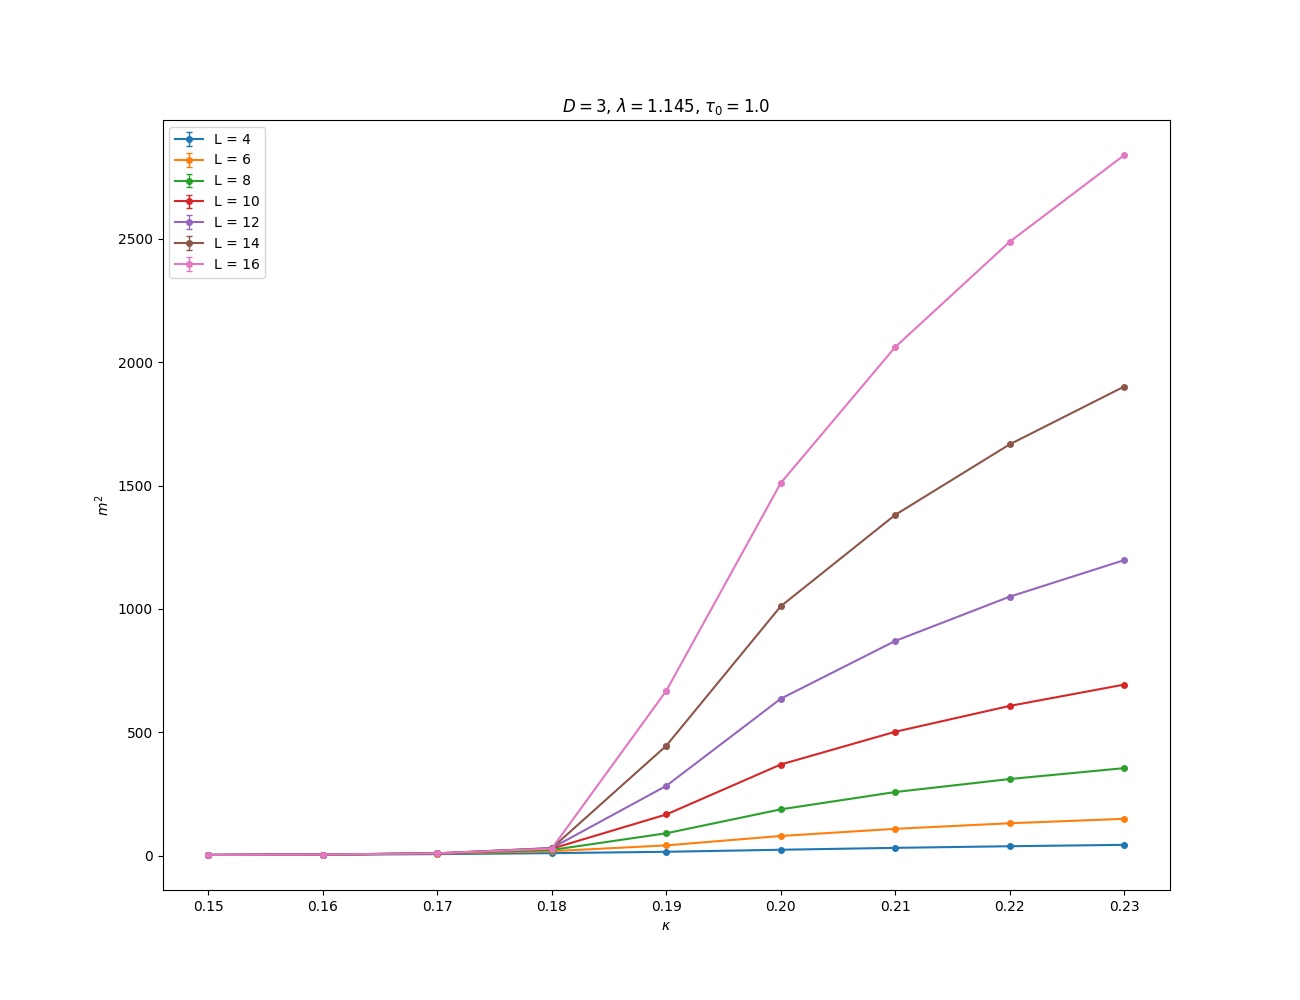 D = 3, λ = 1.145, τ₀ = 1.0
L = 4
L = 6
L = 8
L = 10
L = 12
L = 14
L = 16
m²
2500
2000
1500
1000
500
0
0.15 0.16 0.17 0.18 0.19 0.20 0.21 0.22 0.23
κ